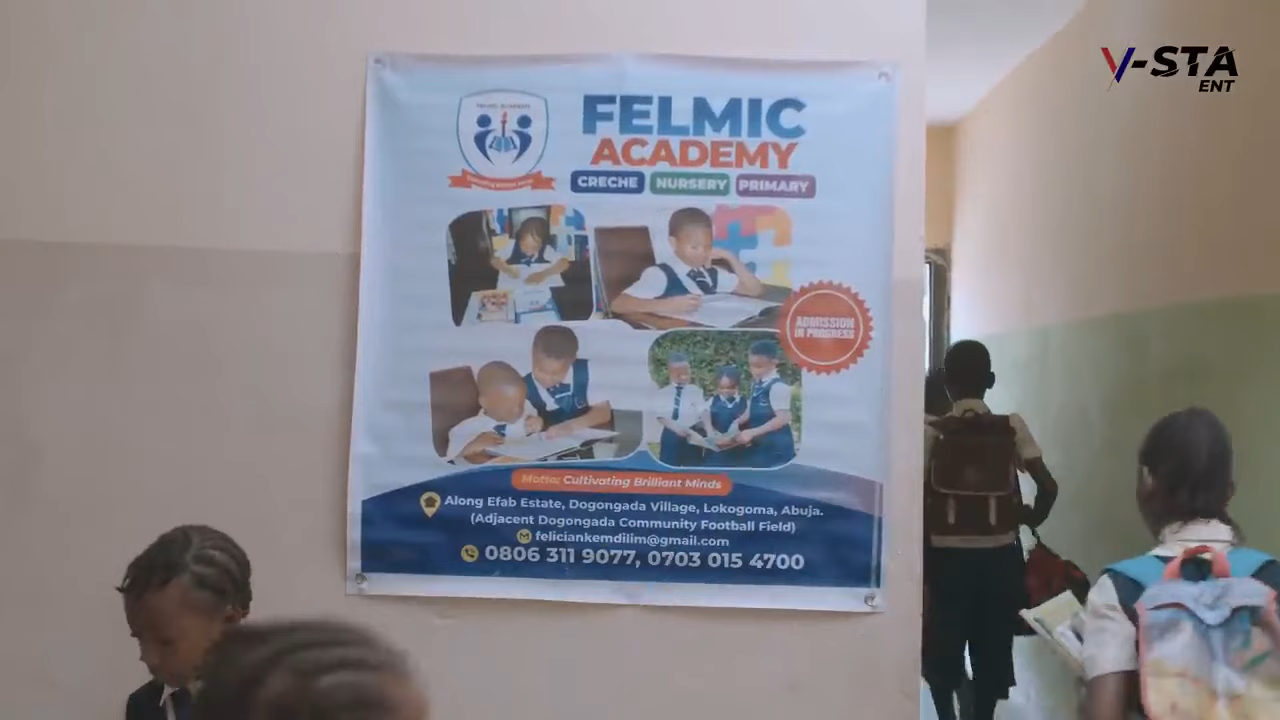 V-STA
ENT
FELMIC
ACADEMY
CRECHE NURSERY PRIMARY
ADMISSION
IN PROGRESS
Motto: Cultivating Brilliant Minds
Along Efab Estate, Dogongada Village, Lokogoma, Abuja.
(Adjacent Dogongada Community Football Field)
feliciankemdilim@gmail.com
0806 311 9077, 0703 015 4700